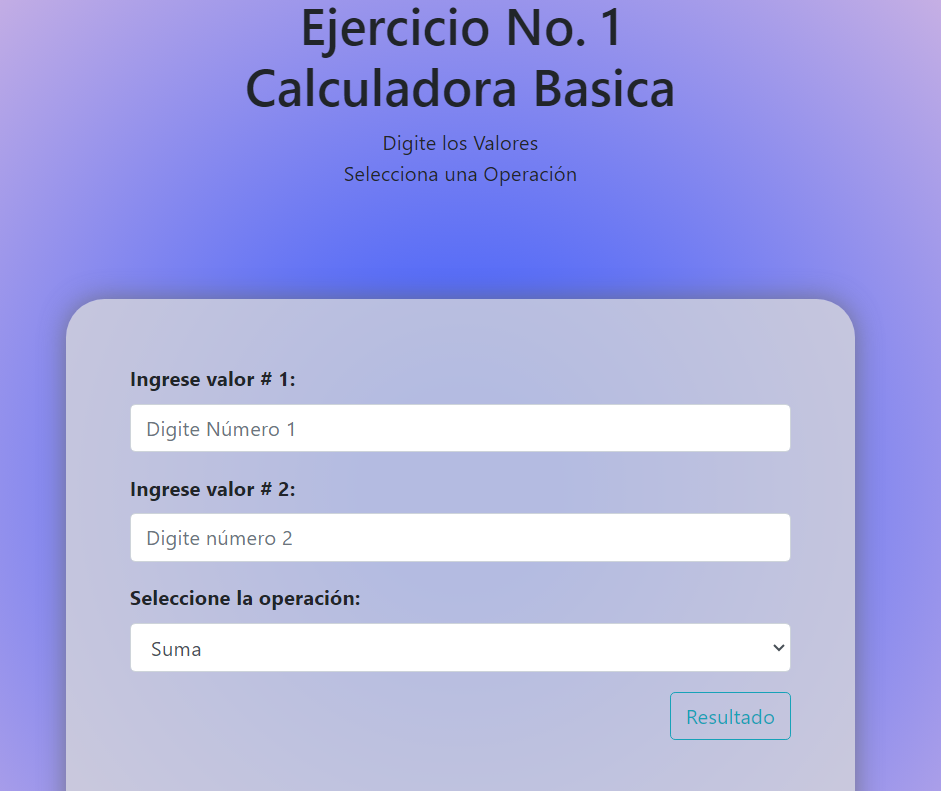 Ejercicio No. 1
Calculadora Basica
Digite los Valores
Selecciona una Operación
Ingrese valor # 1:
Digite Número 1
Ingrese valor # 2:
Digite número 2
Seleccione la operación:
Suma
Resultado